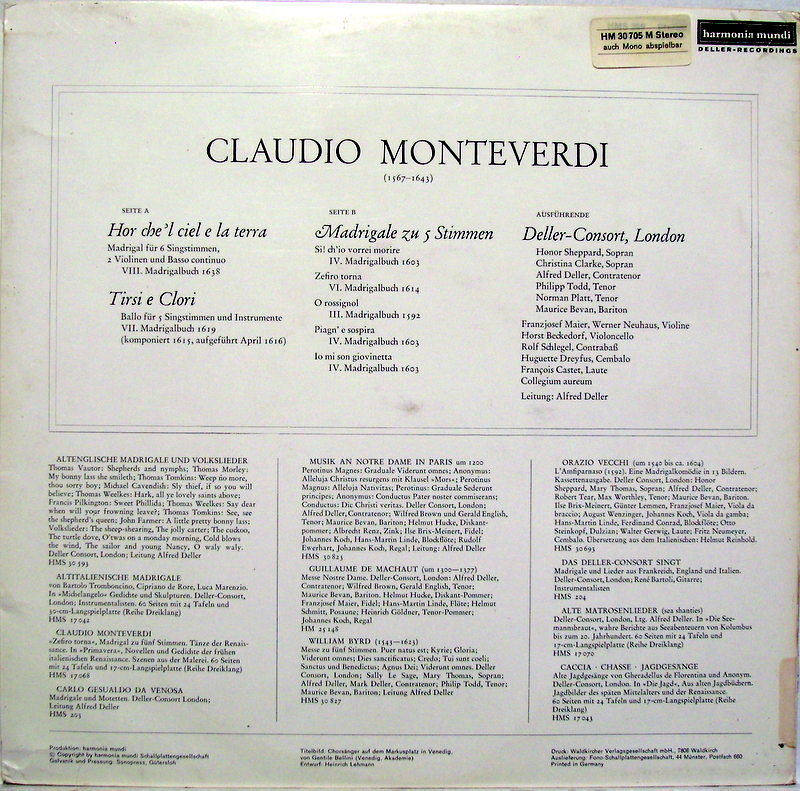 HM 30705 M Stereo
auch Mono abspielbar
harmonia mundi
DELLER-RECORDINGS
CLAUDIO MONTEVERDI
(1567–1643)
SEITE A
Hor che'l ciel e la terra
Madrigal für 6 Singstimmen,
2 Violinen und Basso continuo
VIII. Madrigalbuch 1638
Tirsi e Clori
Ballo für 5 Singstimmen und Instrumente
VII. Madrigalbuch 1619
(komponiert 1615, aufgeführt April 1616)
SEITE B
Madrigale zu 5 Stimmen
Si! ch'io vorrei morire
IV. Madrigalbuch 1603
Zefiro torna
VI. Madrigalbuch 1614
O rossignol
III. Madrigalbuch 1592
Piagn' e sospira
IV. Madrigalbuch 1603
Io mi son giovinetta
IV. Madrigalbuch 1603
AUSFÜHRENDE
Deller-Consort, London
Honor Sheppard, Sopran
Christina Clarke, Sopran
Alfred Deller, Contratenor
Philipp Todd, Tenor
Norman Platt, Tenor
Maurice Bevan, Bariton
Franzjosef Maier, Werner Neuhaus, Violine
Horst Beckedorf, Violoncello
Rolf Schlegel, Contrabaß
Huguette Dreyfus, Cembalo
François Castet, Laute
Collegium aureum
Leitung: Alfred Deller
ALTENGLISCHE MADRIGALE UND VOLKSLIEDER
Thomas Vautor: Shepherds and nymphs; Thomas Morley:
My bonny lass she smileth; Thomas Tomkins: Weep no more,
thou sorry boy; Michael Cavendish: Sly thief, if so you will
believe; Thomas Weelkes: Hark, all ye lovely saints above;
Francis Pilkington: Sweet Phillida; Thomas Weelkes: Say dear
when will your frowning leave?; Thomas Tomkins: See, see
the shepherd's queen; John Farmer: A little pretty bonny lass;
Volkslieder: The sheep-shearing, The jolly carter; The cuckoo,
The turtle dove, O'twas on a monday morning, Cold blows
the wind, The sailor and young Nancy, O waly waly.
Deller Consort, London; Leitung Alfred Deller
HMS 30 593
ALTITALIENISCHE MADRIGALE
von Bartolo Tromboncino, Cipriano de Rore, Luca Marenzio.
In »Michelangelo« Gedichte und Skulpturen. Deller-Consort,
London; Instrumentalisten. 60 Seiten mit 24 Tafeln und
30-cm-Langspielplatte (Reihe Dreiklang)
HMS 17 042
CLAUDIO MONTEVERDI
»Zefiro torna«, Madrigal zu fünf Stimmen. Tänze der Renais-
sance. In »Primavera«, Novellen und Gedichte der frühen
italienischen Renaissance. Szenen aus der Malerei. 60 Seiten
mit 24 Tafeln und 17-cm-Langspielplatte (Reihe Dreiklang)
HMS 17 068
CARLO GESUALDO DA VENOSA
Madrigale und Motetten. Deller-Consort London;
Leitung Alfred Deller
HMS 203
MUSIK AN NOTRE DAME IN PARIS um 1200
Perotinus Magnes: Graduale Viderunt omnes; Anonymus:
Alleluja Christus resurgens mit Klausel »Mors«; Perotinus
Magnus: Alleluja Nativitas; Perotinus: Graduale Sederunt
principes; Anonymus: Conductus Pater noster commiserans;
Conductus: Die Christi veritas. Deller Consort, London;
Alfred Deller, Contratenor; Wilfred Brown und Gerald English,
Tenor; Maurice Bevan, Bariton; Helmut Hucke, Diskant-
pommer; Albrecht Renz, Zink; Ilse Brix-Meinert, Fidel;
Johannes Koch, Hans-Martin Linde, Blockflöte; Rudolf
Ewerhart, Johannes Koch, Regal; Leitung: Alfred Deller
HMS 30 823
GUILLAUME DE MACHAUT (um 1300—1377)
Messe Nostre Dame. Deller-Consort, London: Alfred Deller,
Contratenor; Wilfred Brown, Gerald English, Tenor;
Maurice Bevan, Bariton, Helmut Hucke, Diskant-Pommer;
Franzjosef Maier, Fidel; Hans-Martin Linde, Flöte; Helmut
Schmitt, Posaune; Heinrich Göldner, Tenor-Pommer;
Johannes Koch, Regal
HM 25 148
WILLIAM BYRD (1543—1623)
Messe zu fünf Stimmen. Puer natus est; Kyrie; Gloria;
Viderunt omnes; Dies sanctificatus; Credo; Tui sunt coeli;
Sanctus und Benedictus; Agnus Dei; Viderunt omnes. Deller
Consort, London; Sally Le Sage, Mary Thomas, Sopran;
Alfred Deller, Mark Deller, Contratenor; Philip Todd, Tenor;
Maurice Bevan, Bariton; Leitung Alfred Deller
HMS 30 827
ORAZIO VECCHI (um 1540 bis ca. 1604)
L'Amfiparnaso (1592). Eine Madrigalkomödie in 13 Bildern.
Kassettenausgabe. Deller Consort, London: Honor
Sheppard, Mary Thomas, Sopran; Alfred Deller, Contratenor;
Robert Tear, Max Worthley, Tenor; Maurice Bevan, Bariton.
Ilse Brix-Meinert, Günter Lemmen, Franzjosef Maier, Viola da
braccio; August Wenzinger, Johannes Koch, Viola da gamba;
Hans-Martin Linde, Ferdinand Conrad, Blockflöte; Otto
Steinkopf, Dulzian; Walter Gerwig, Laute; Fritz Neumeyer,
Cembalo. Übersetzung aus dem Italienischen: Helmut Reinhold.
HMS 30 693
DAS DELLER-CONSORT SINGT
Madrigale und Lieder aus Frankreich, England und Italien.
Deller-Consort, London; René Bartoli, Gitarre;
Instrumentalisten
HMS 204
ALTE MATROSENLIEDER (sea shanties)
Deller-Consort, London, Ltg. Alfred Deller. In »Die See-
mannsbraut«, wahre Berichte aus Seeabenteuern von Kolumbus
bis zum 20. Jahrhundert. 60 Seiten mit 24 Tafeln und
17-cm-Langspielplatte (Reihe Dreiklang)
HMS 17 070
CACCIA · CHASSE · JAGDGESÄNGE
Alte Jagdgesänge von Gherardellus de Florentina und Anonym.
Deller-Consort, London. In »Die Jagd«, Aus alten Jagdbüchern.
Jagdbilder des späten Mittelalters und der Renaissance.
60 Seiten mit 24 Tafeln und 17-cm-Langspielplatte (Reihe
Dreiklang)
HMS 17 043
Produktion: harmonia mundi
© Copyright by harmonia mundi Schallplattengesellschaft
Galvanik und Pressung: Sonopress, Gütersloh
Titelbild: Chorsänger auf dem Markusplatz in Venedig,
von Gentile Bellini (Venedig, Akademie)
Entwurf: Heinrich Lehmann
Druck: Waldkircher Verlagsgesellschaft mbH., 7808 Waldkirch
Auslieferung: Fono-Schallplattengesellschaft, 44 Münster, Postfach 660
Printed in Germany